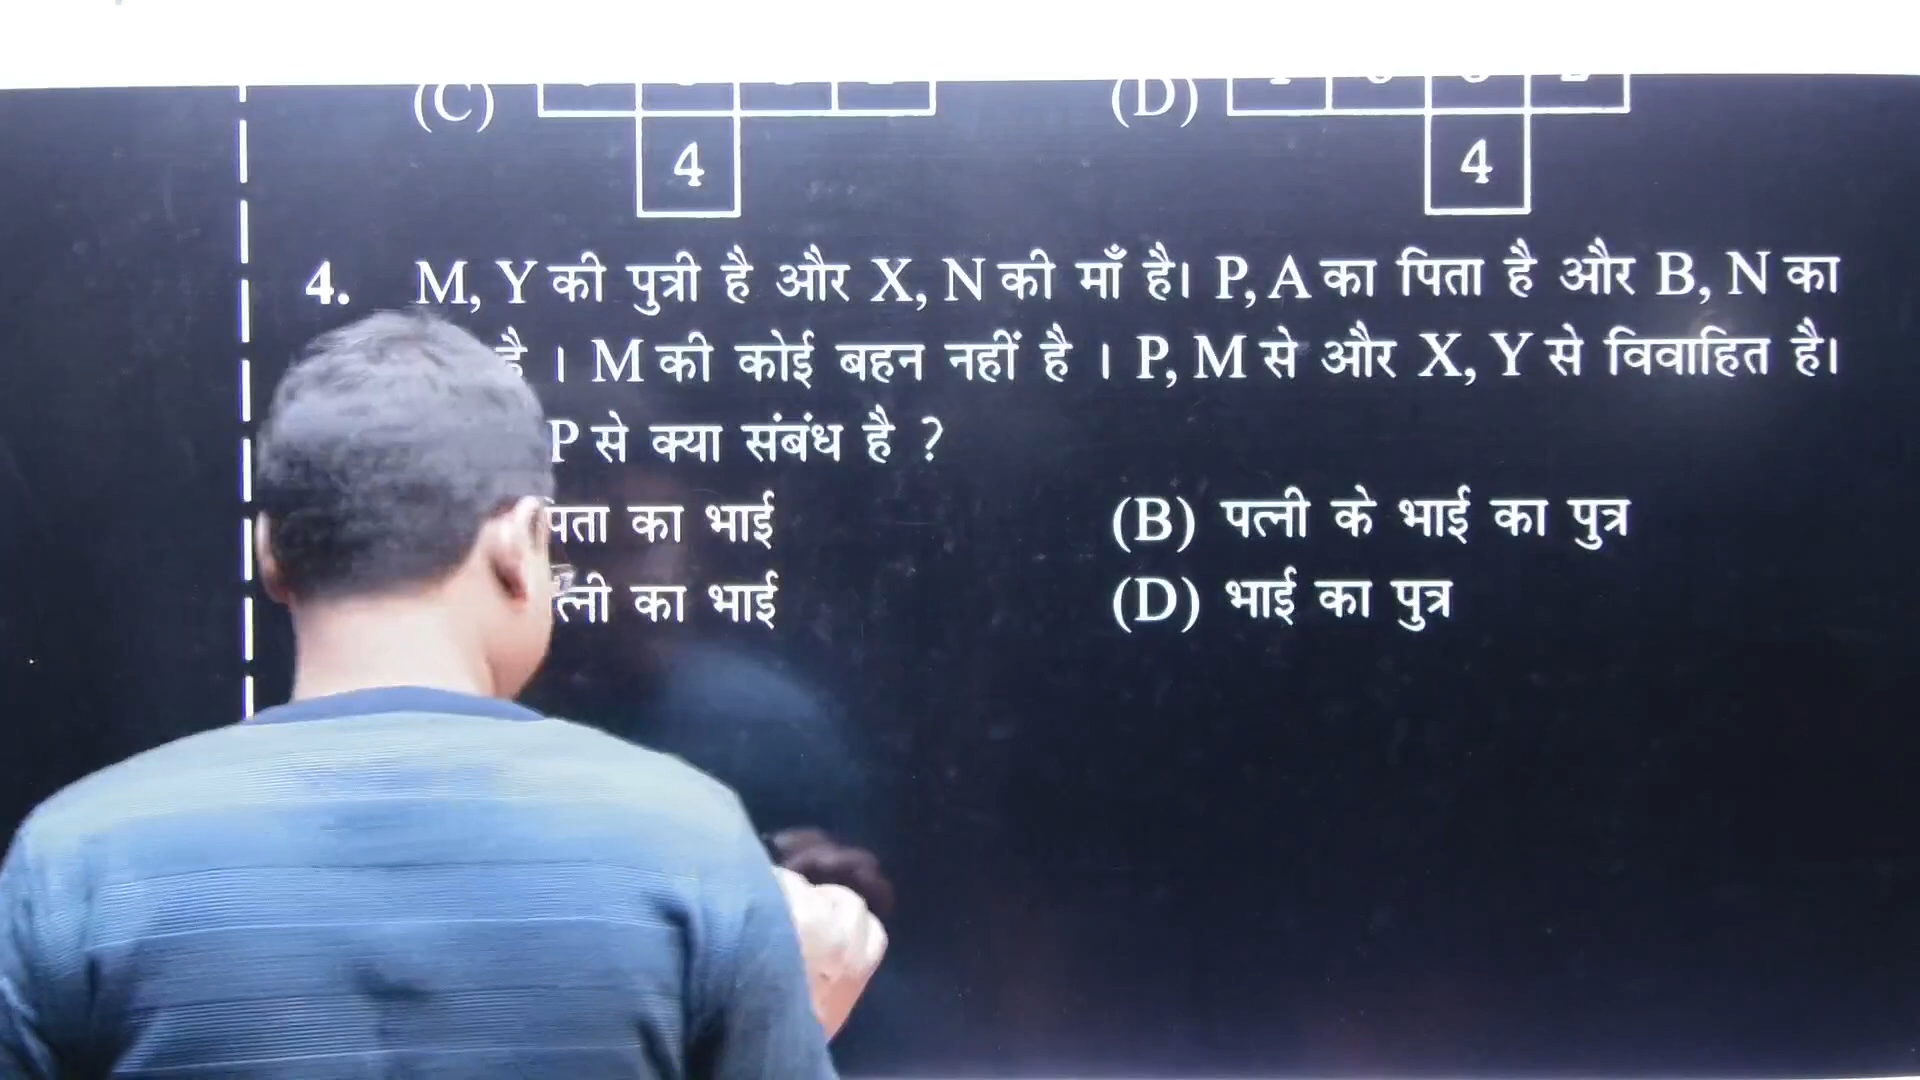 (C)
(D)
4
4
4. M, Y की पुत्री है और X, N की माँ है। P, A का पिता है और B, N का
है । M की कोई बहन नहीं है । P, M से और X, Y से विवाहित है।
P से क्या संबंध है ?
का भाई
(B) पत्नी के भाई का पुत्र
का भाई
(D) भाई का पुत्र